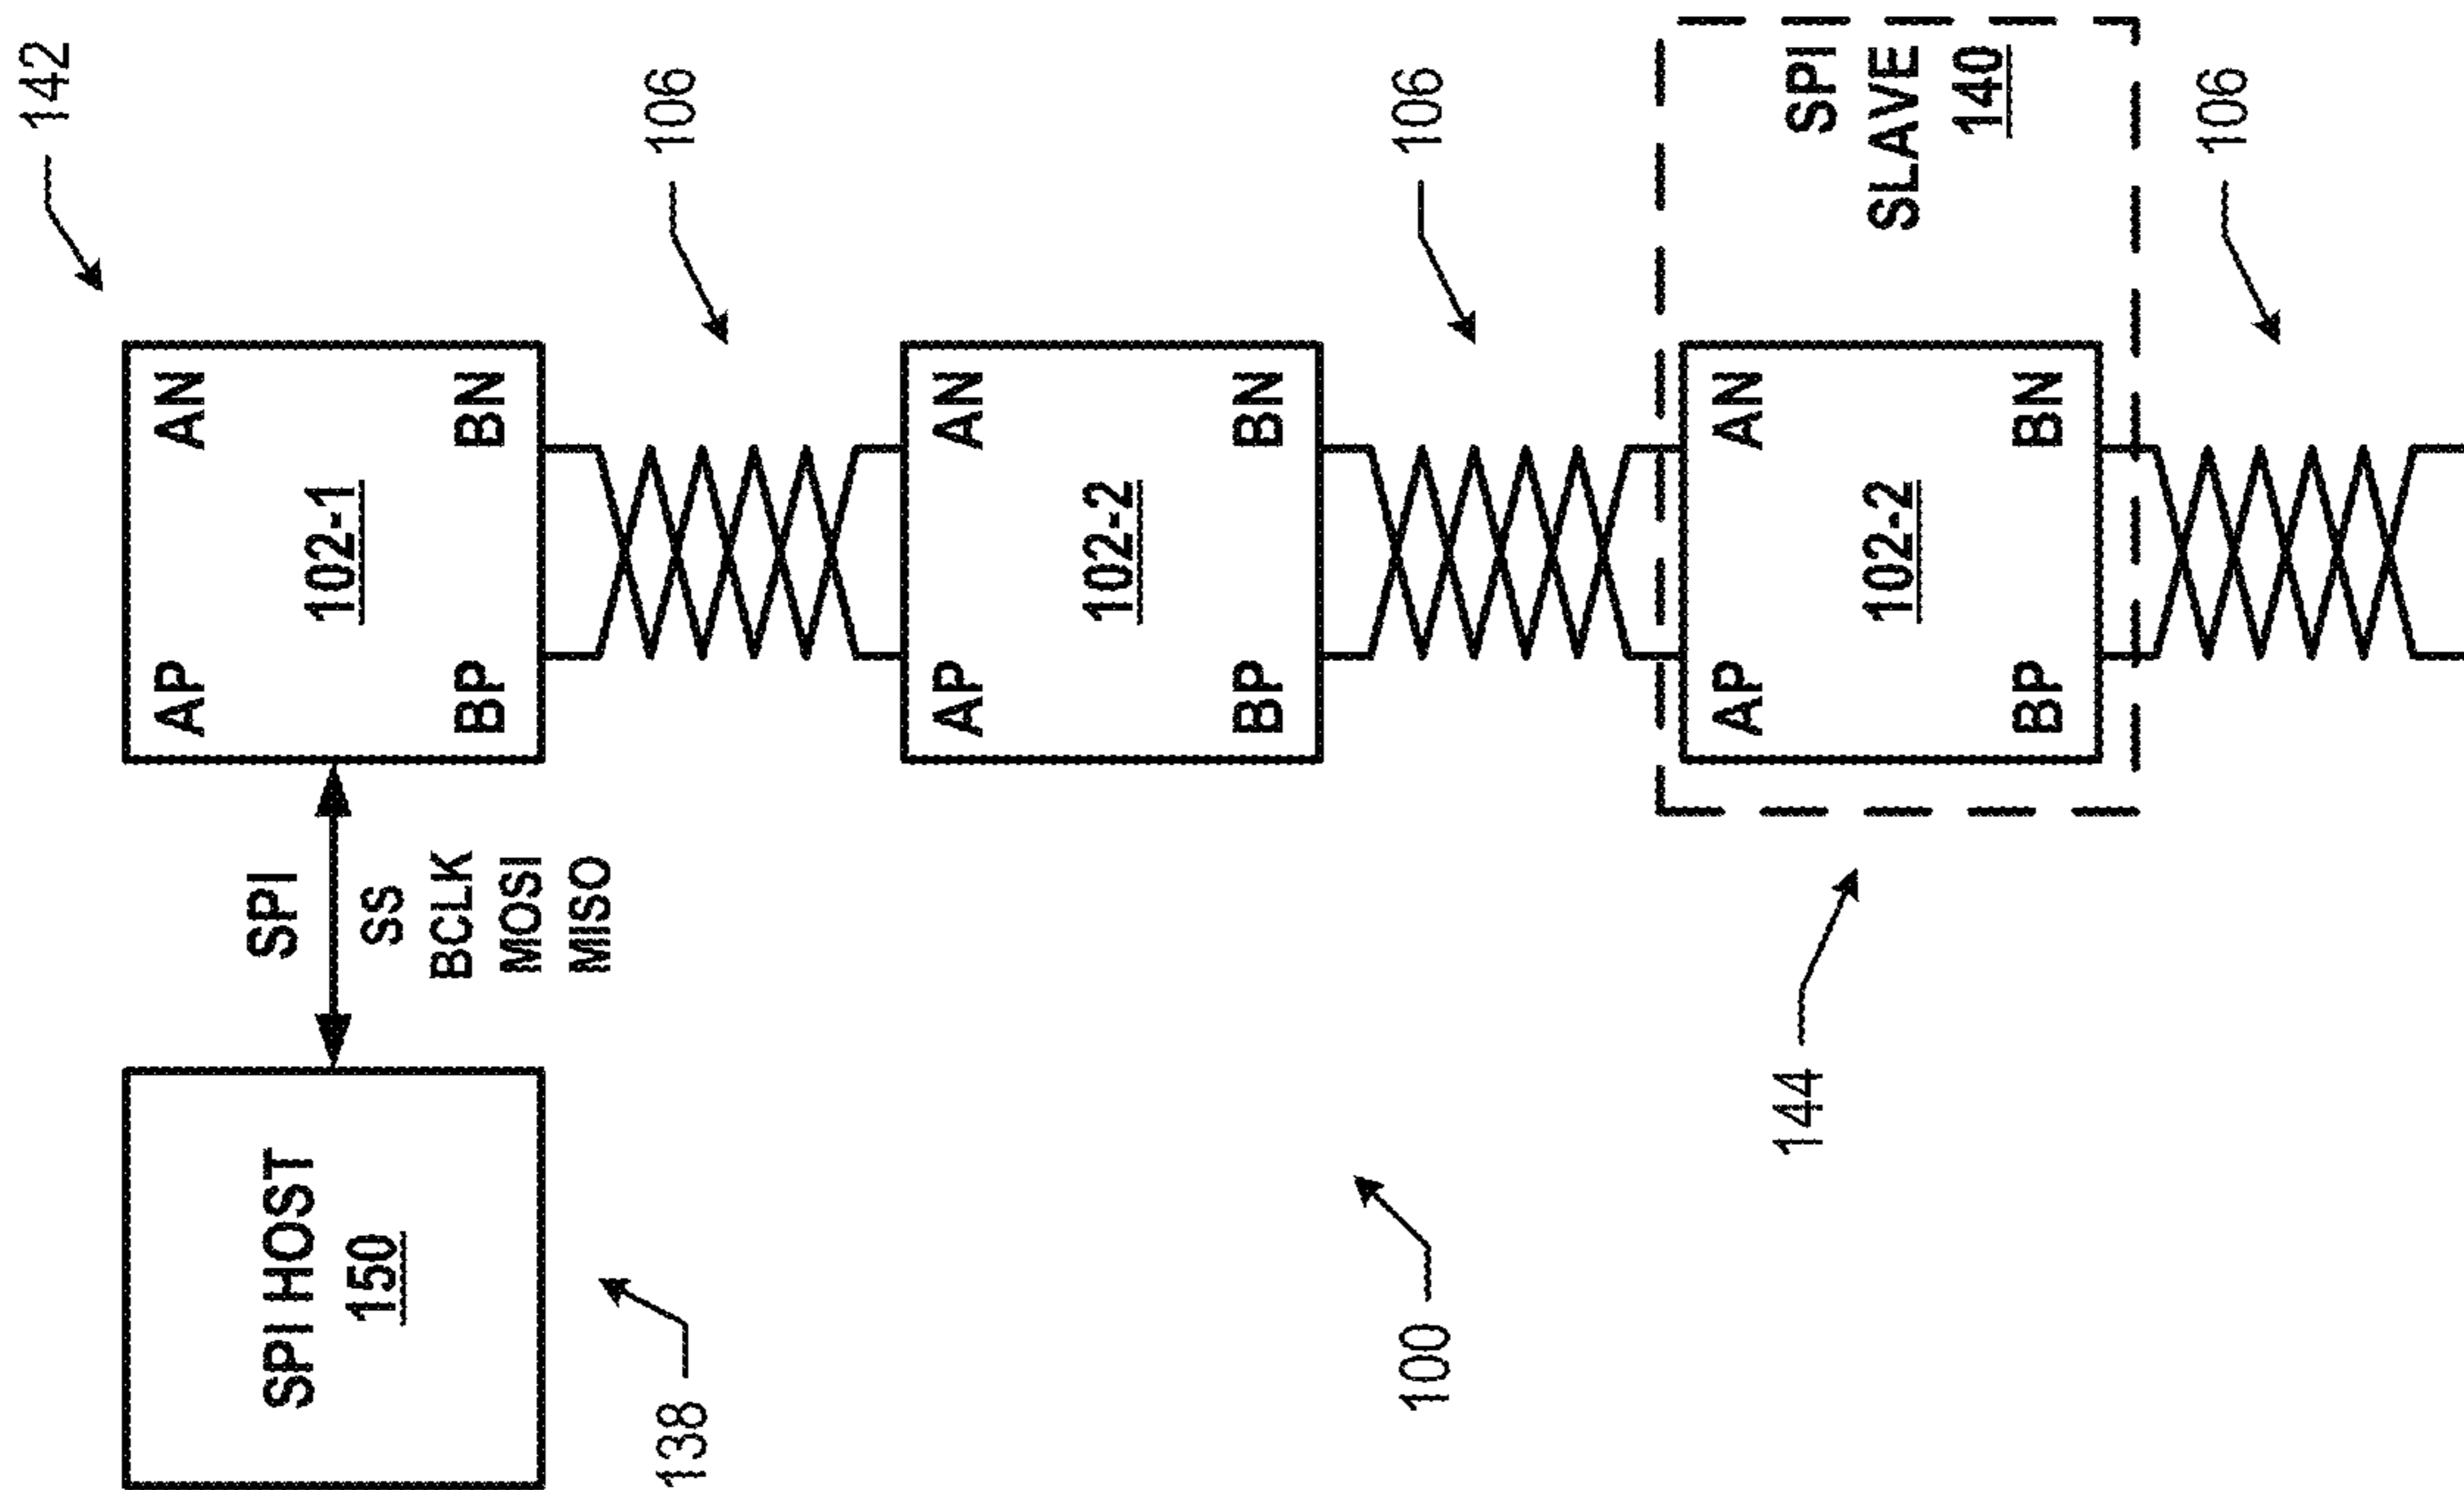 142
SPI HOST
150
138
SPI
SS
BCLK
MOSI
MISO
AP AN
102-1
BP BN
106
AP AN
102-2
BP BN
100
106
144
AP AN
102-2
BP BN
SPI
SLAVE
140
106